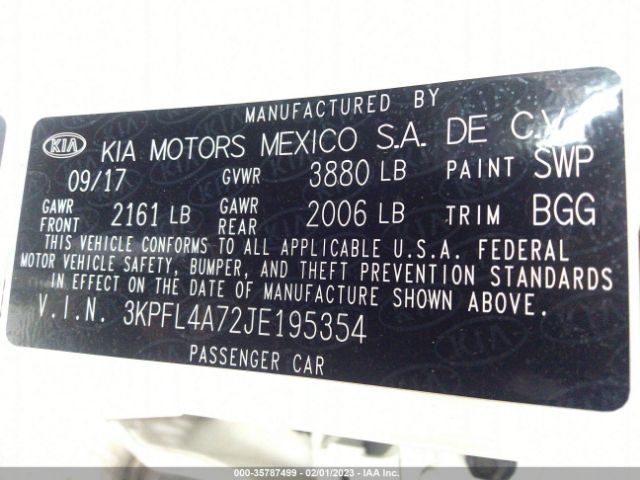 MANUFACTURED BY
KIA KIA MOTORS MEXICO S.A. DE C.V.
09/17 GVWR 3880 LB PAINT SWP
GAWR FRONT 2161 LB GAWR REAR 2006 LB TRIM BGG
THIS VEHICLE CONFORMS TO ALL APPLICABLE U.S.A. FEDERAL
MOTOR VEHICLE SAFETY, BUMPER, AND THEFT PREVENTION STANDARDS
IN EFFECT ON THE DATE OF MANUFACTURE SHOWN ABOVE.
V.I.N. 3KPFL4A72JE195354
PASSENGER CAR
000-35787499 - 02/01/2023 - IAA Inc.